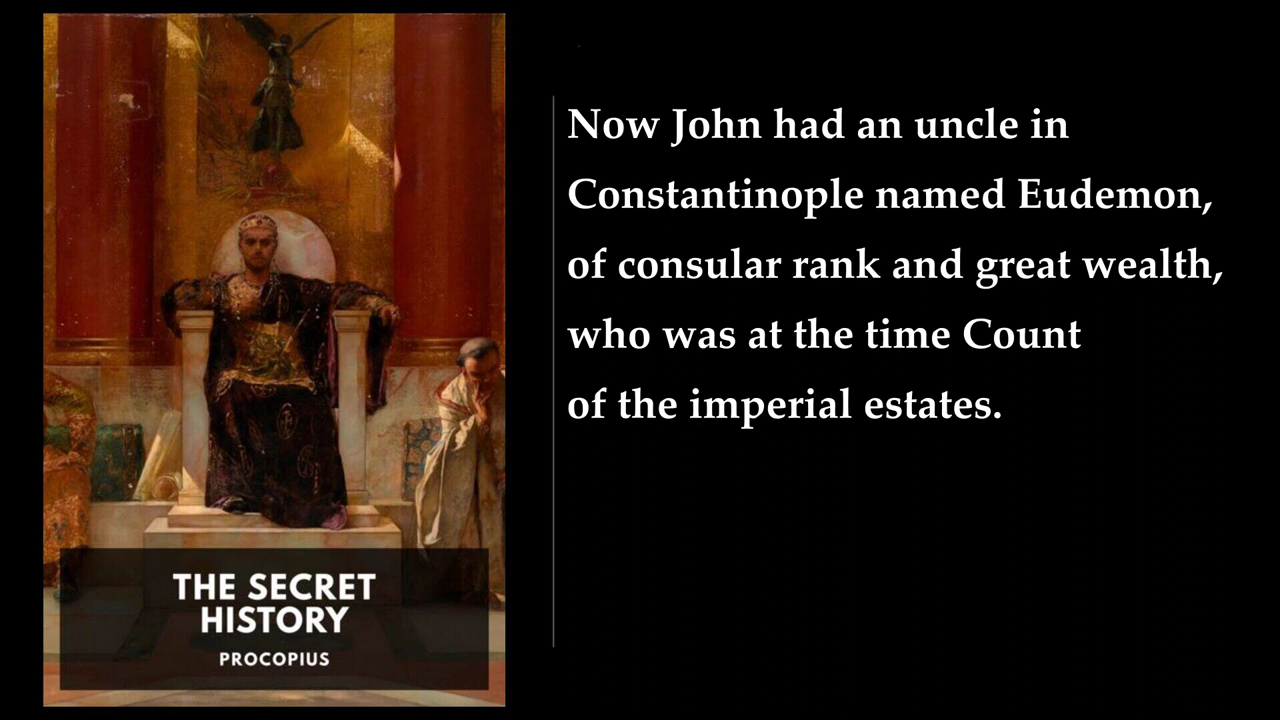 THE SECRET
HISTORY
PROCOPIUS
Now John had an uncle in
Constantinople named Eudemon,
of consular rank and great wealth,
who was at the time Count
of the imperial estates.